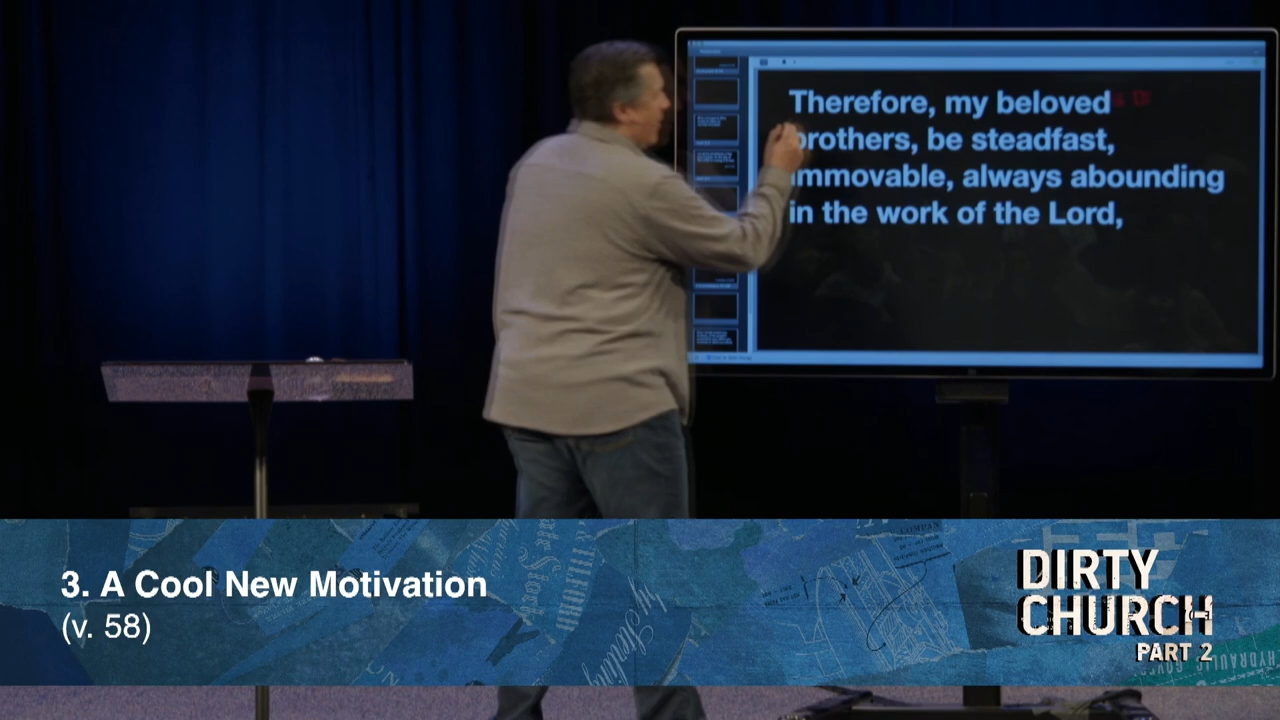 Therefore, my beloved
brothers, be steadfast,
immovable, always abounding
in the work of the Lord,
3. A Cool New Motivation
(v. 58)
DIRTY
CHURCH
PART 2